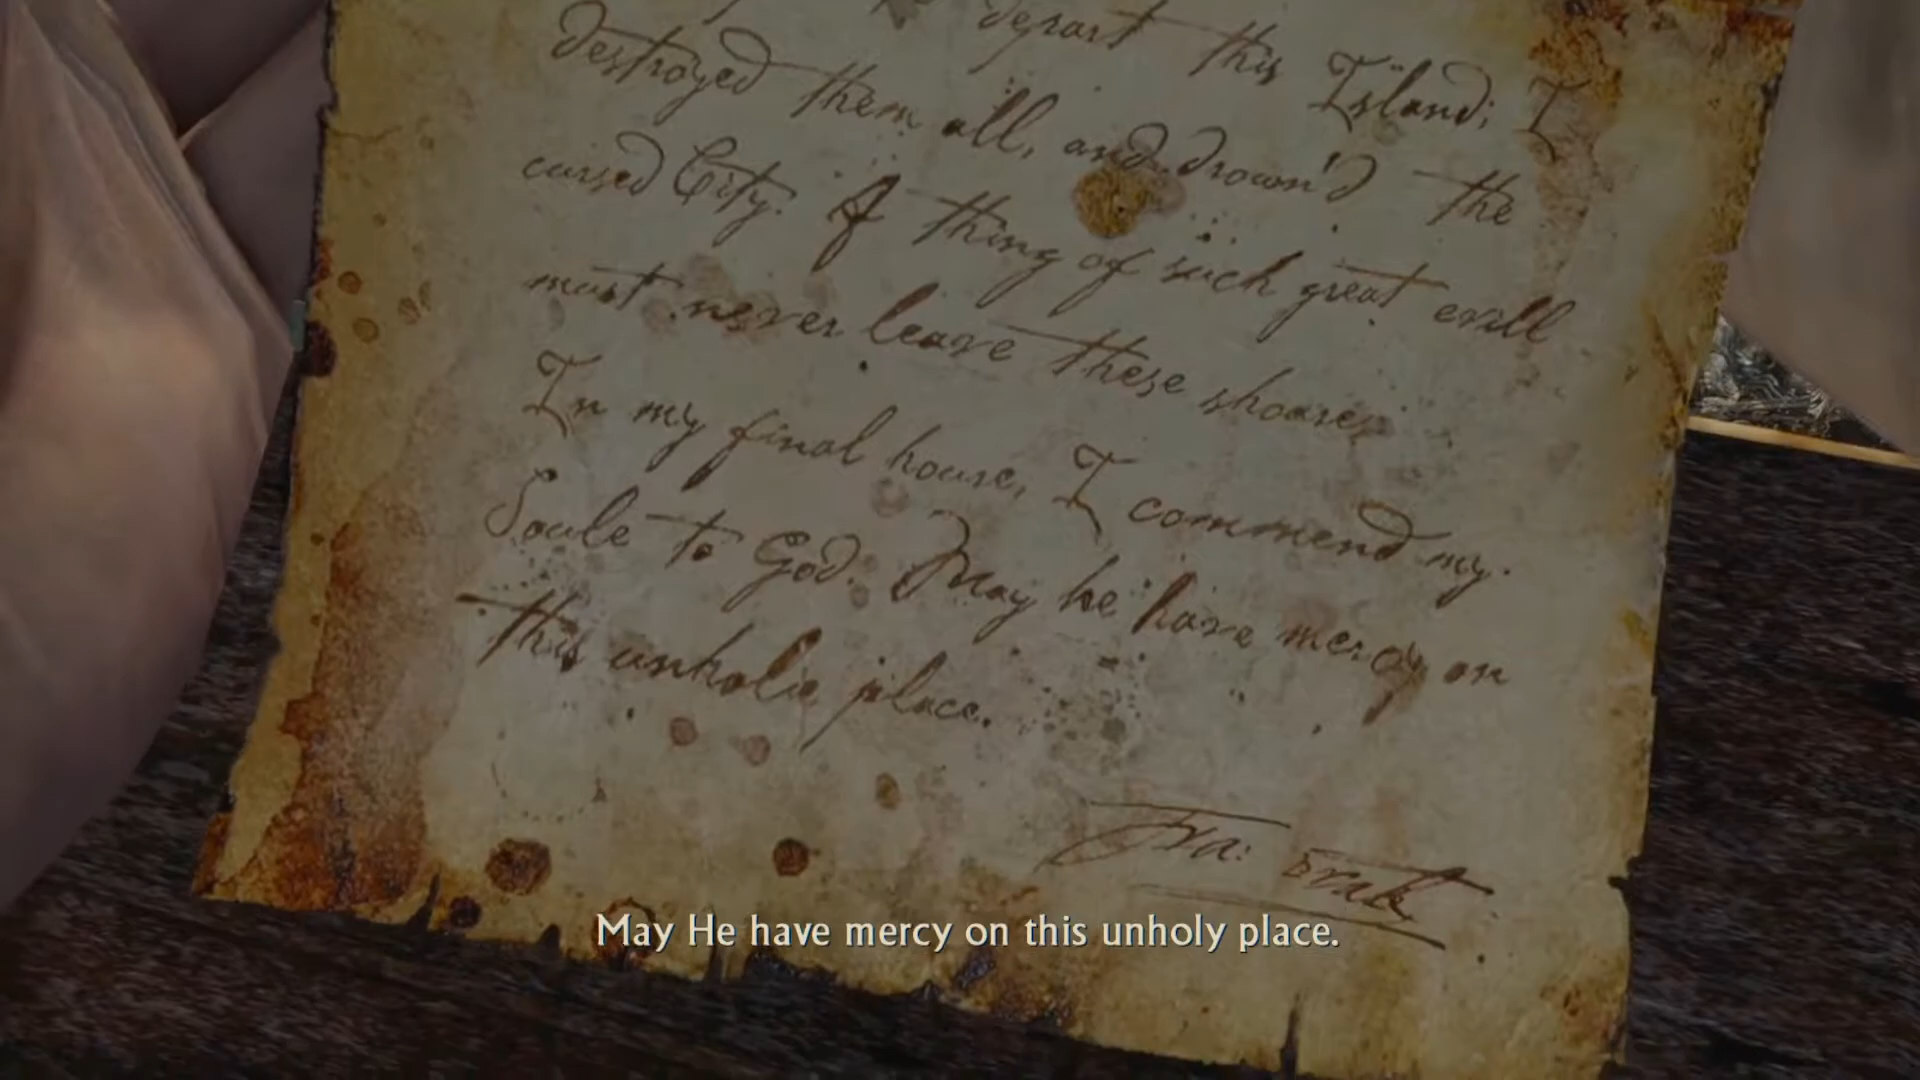 depart this Island; I
destroyed them all, and drown'd the
cursed City. A thing of such great evill
must never leave these shoares
In my final house, I commend my
Soule to God. May he have mercy on
this unholie place.
Fra: Drake
May He have mercy on this unholy place.